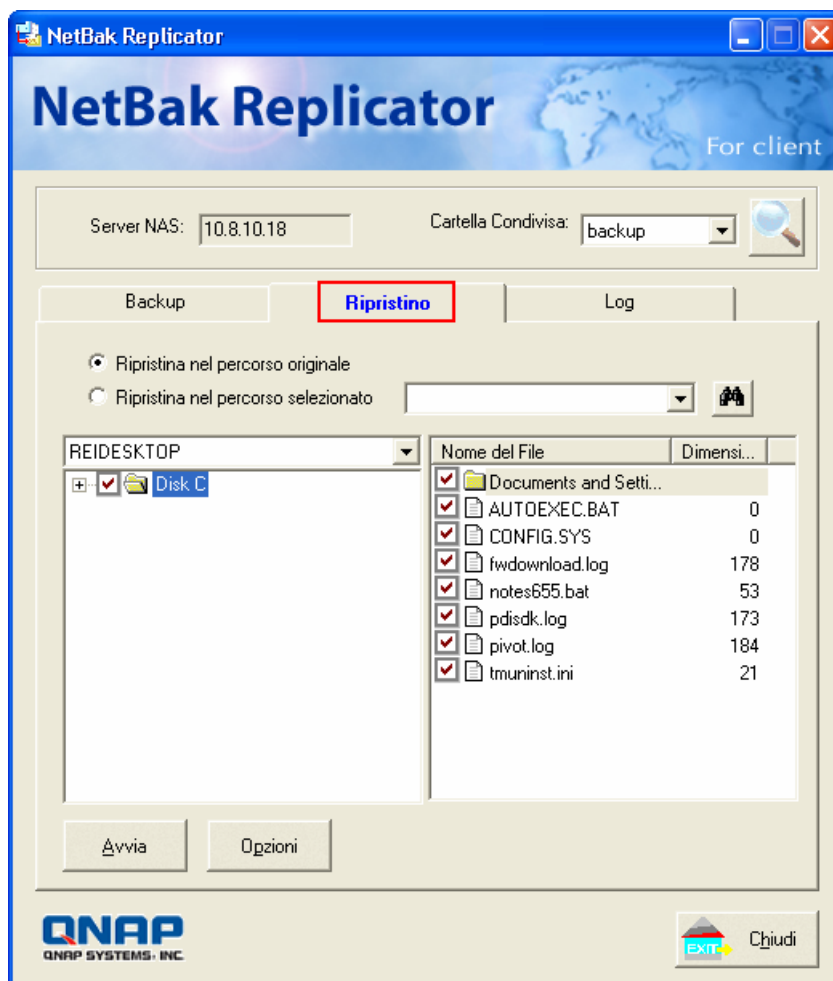 NetBak Replicator
NetBak Replicator
For client
Server NAS: 10.8.10.18 Cartella Condivisa: backup
Backup Ripristino Log
Ripristina nel percorso originale
Ripristina nel percorso selezionato
REIDESKTOP Nome del File Dimensi...
Disk C Documents and Setti...
AUTOEXEC.BAT 0
CONFIG.SYS 0
fwdownload.log 178
notes655.bat 53
pdisdk.log 173
pivot.log 184
tmuninst.ini 21
Avvia Opzioni
QNAP
QNAP SYSTEMS, INC.
EXIT Chiudi